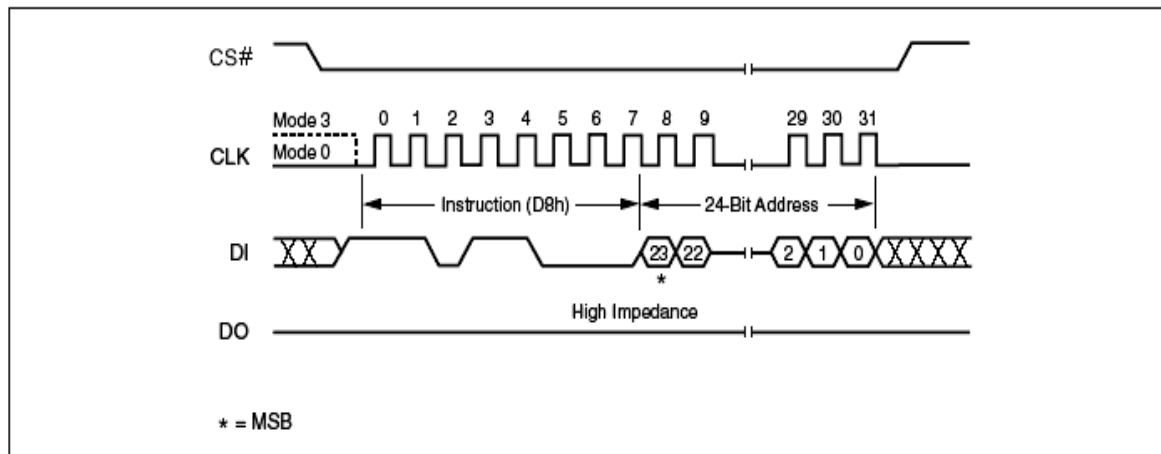 CS#
Mode 3
0 1 2 3 4 5 6 7 8 9 29 30 31
CLK
Mode 0
Instruction (D8h) 24-Bit Address
DI
23 22 2 1 0
*
High Impedance
DO
* = MSB